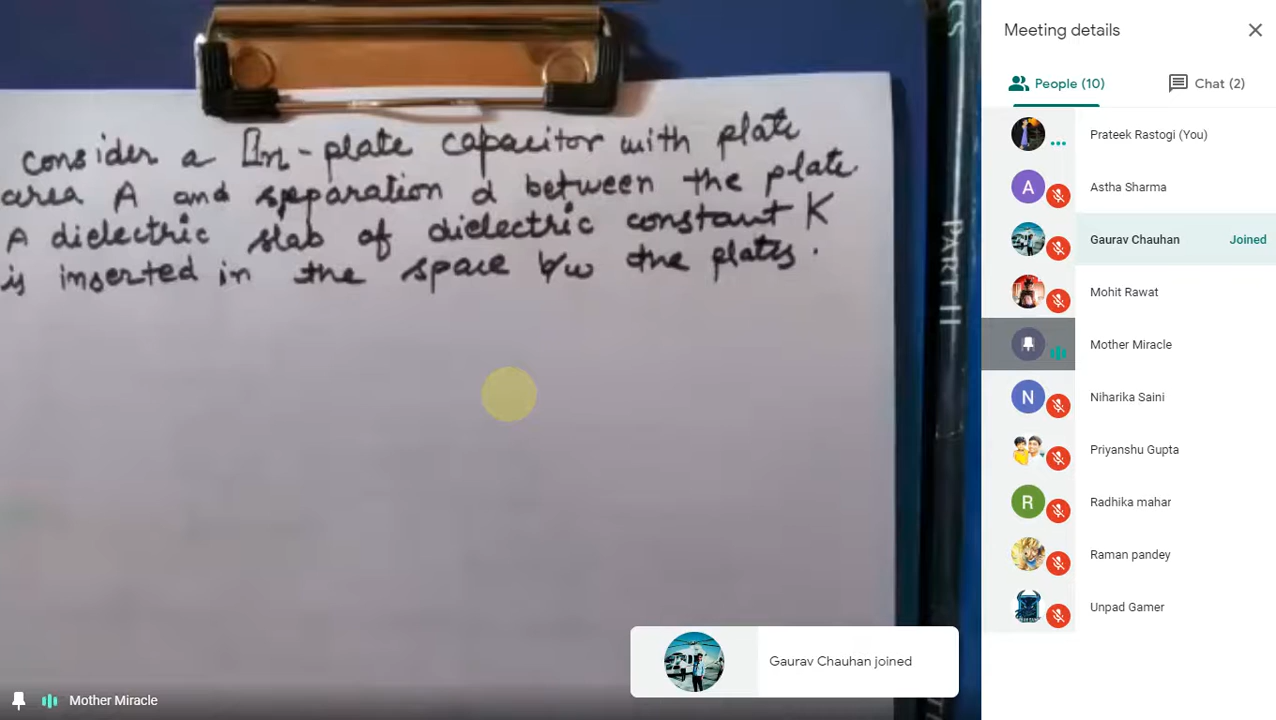 consider a ||n-plate capacitor with plate
area A and separation d between the plate.
A dielectric slab of dielectric constant K
is inserted in the space b/w the plates.
PART II
Meeting details
People (10)
Chat (2)
Prateek Rastogi (You)
A
Astha Sharma
Gaurav Chauhan
Joined
Mohit Rawat
Mother Miracle
N
Niharika Saini
Priyanshu Gupta
R
Radhika mahar
Raman pandey
Unpad Gamer
Gaurav Chauhan joined
Mother Miracle